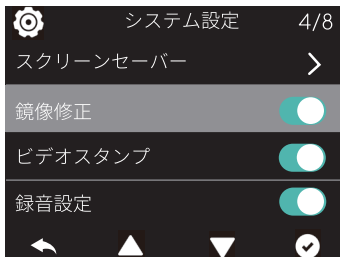 システム設定 4/8
スクリーンセーバー
鏡像修正
ビデオスタンプ
録音設定